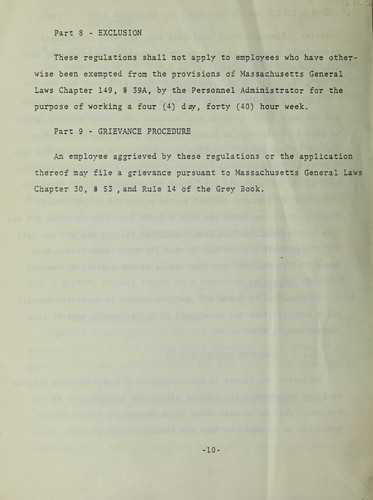 Part 8 - EXCLUSION
These regulations shall not apply to employees who have other-
wise been exempted from the provisions of Massachusetts General
Laws Chapter 149, § 39A, by the Personnel Administrator for the
purpose of working a four (4) day, forty (40) hour week.
Part 9 - GRIEVANCE PROCEDURE
An employee aggrieved by these regulations or the application
thereof may file a grievance pursuant to Massachusetts General Laws
Chapter 30, § 53 ,and Rule 14 of the Grey Book.
-10-